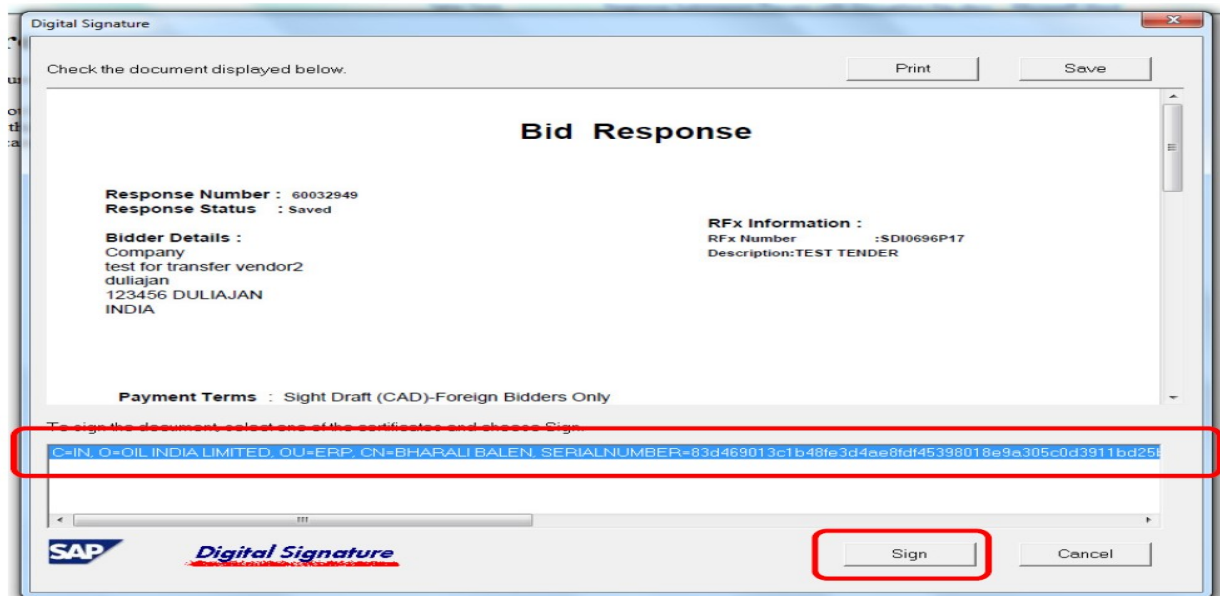 Digital Signature
Check the document displayed below.
Print
Save
Bid Response
Response Number : 60032949
Response Status : Saved
Bidder Details :
Company
test for transfer vendor2
duliajan
123456 DULIAJAN
INDIA
RFx Information :
RFx Number :SDI0696P17
Description:TEST TENDER
Payment Terms : Sight Draft (CAD)-Foreign Bidders Only
To sign the document, select one of the certificates and choose Sign.
C=IN, O=OIL INDIA LIMITED, OU=ERP, CN=BHARALI BALEN, SERIALNUMBER=83d469013c1b48fe3d4ae8fdf45398018e9a305c0d3911bd25b
SAP
Digital Signature
Sign
Cancel